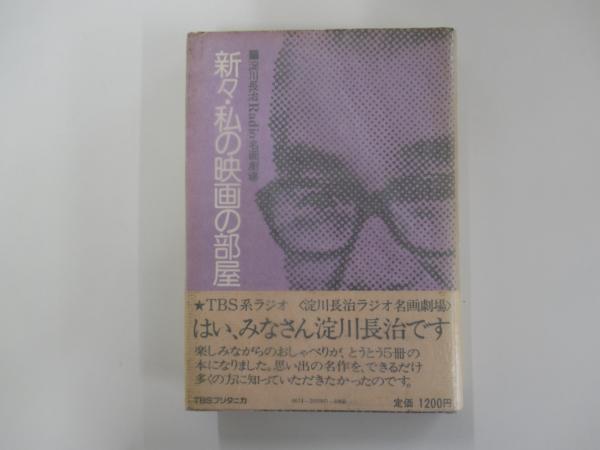 新々・私の映画の部屋
■淀川長治Radio名画劇場
★TBS系ラジオ〈淀川長治ラジオ名画劇場〉
はい、みなさん淀川長治です
楽しみながらのおしゃべりが、とうとう5冊の
本になりました。思い出の名作を、できるだけ
多くの方に知っていただきたかったのです。
TBSブリタニカ
定価 1200円